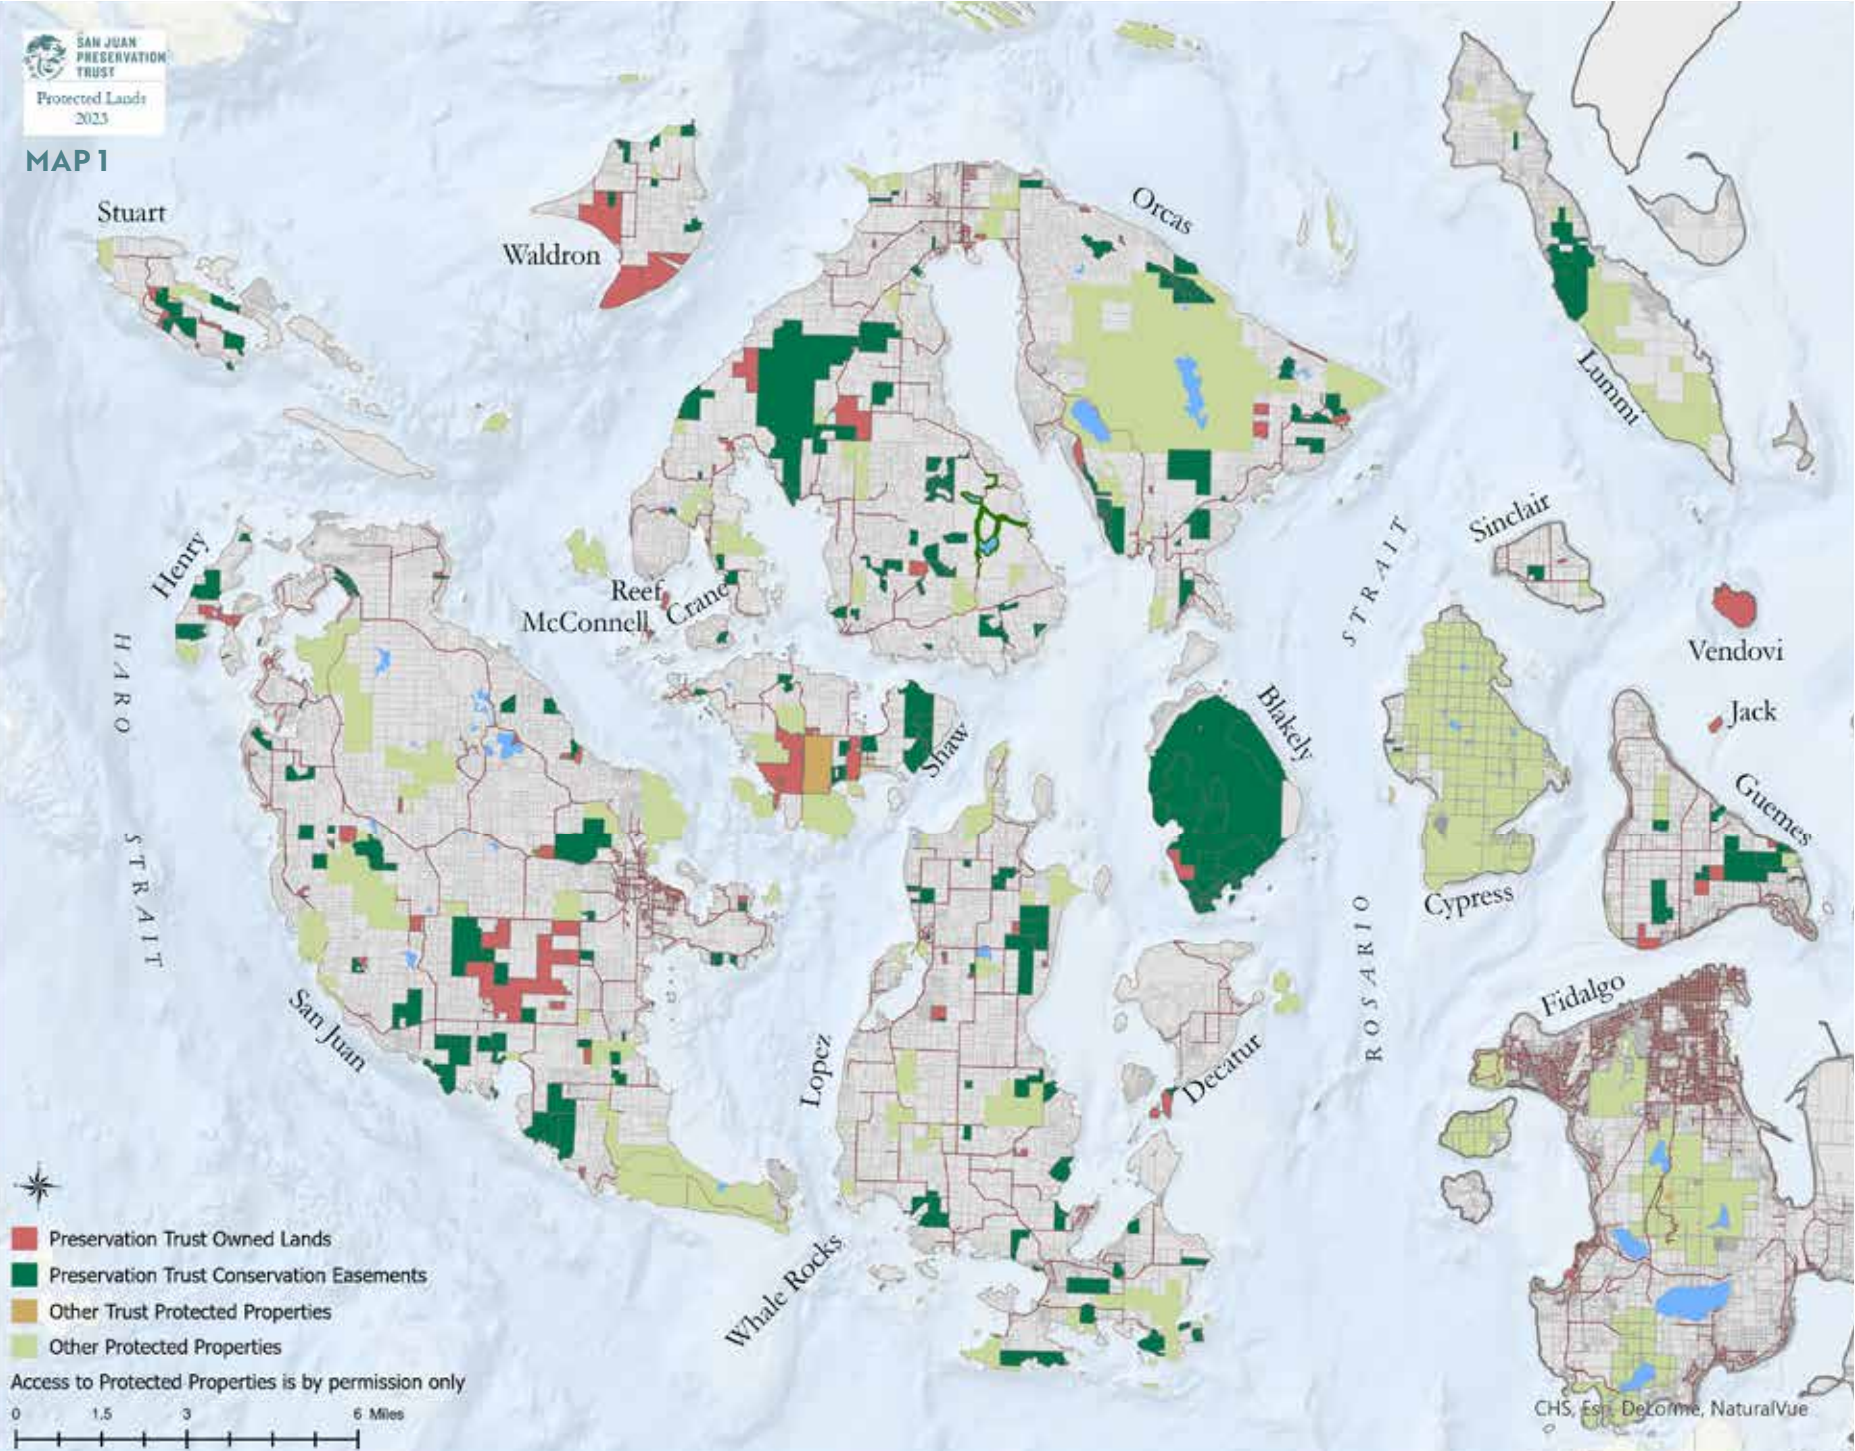 SAN JUAN
PRESERVATION
TRUST
Protected Lands
2023
MAP 1
Stuart
Waldron
Orcas
Lummi
Henry
Reef
McConnell
Crane
Sinclair
Vendovi
Jack
Guemes
Shaw
Blakely
Cypress
HARO
STRAIT
STRAIT
ROSARIO
San Juan
Lopez
Decatur
Fidalgo
Whale Rocks
Preservation Trust Owned Lands
Preservation Trust Conservation Easements
Other Trust Protected Properties
Other Protected Properties
Access to Protected Properties is by permission only
0 1.5 3 6 Miles
CHS, Esri, DeLorme, NaturalVue